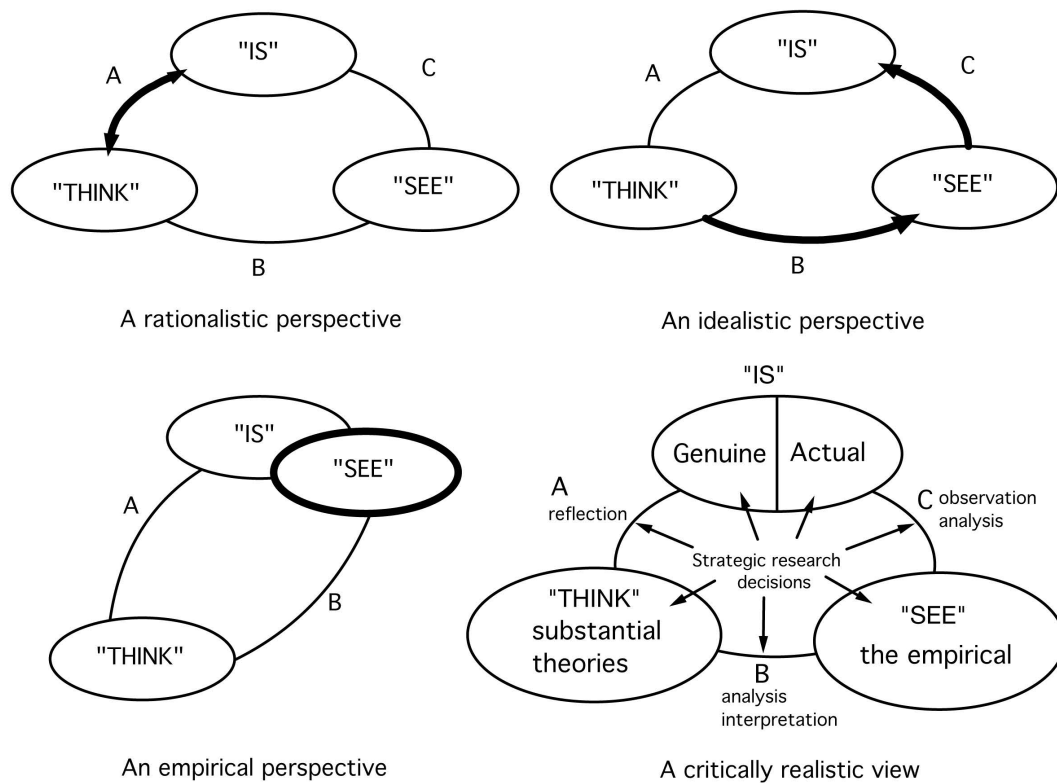 "IS"
A
C
"THINK"
"SEE"
B
A rationalistic perspective
"IS"
A
C
"THINK"
"SEE"
B
An idealistic perspective
"IS"
"SEE"
A
B
"THINK"
An empirical perspective
"IS"
Genuine
Actual
A
reflection
C observation
analysis
Strategic research
decisions
"THINK"
substantial
theories
"SEE"
the empirical
B
analysis
interpretation
A critically realistic view